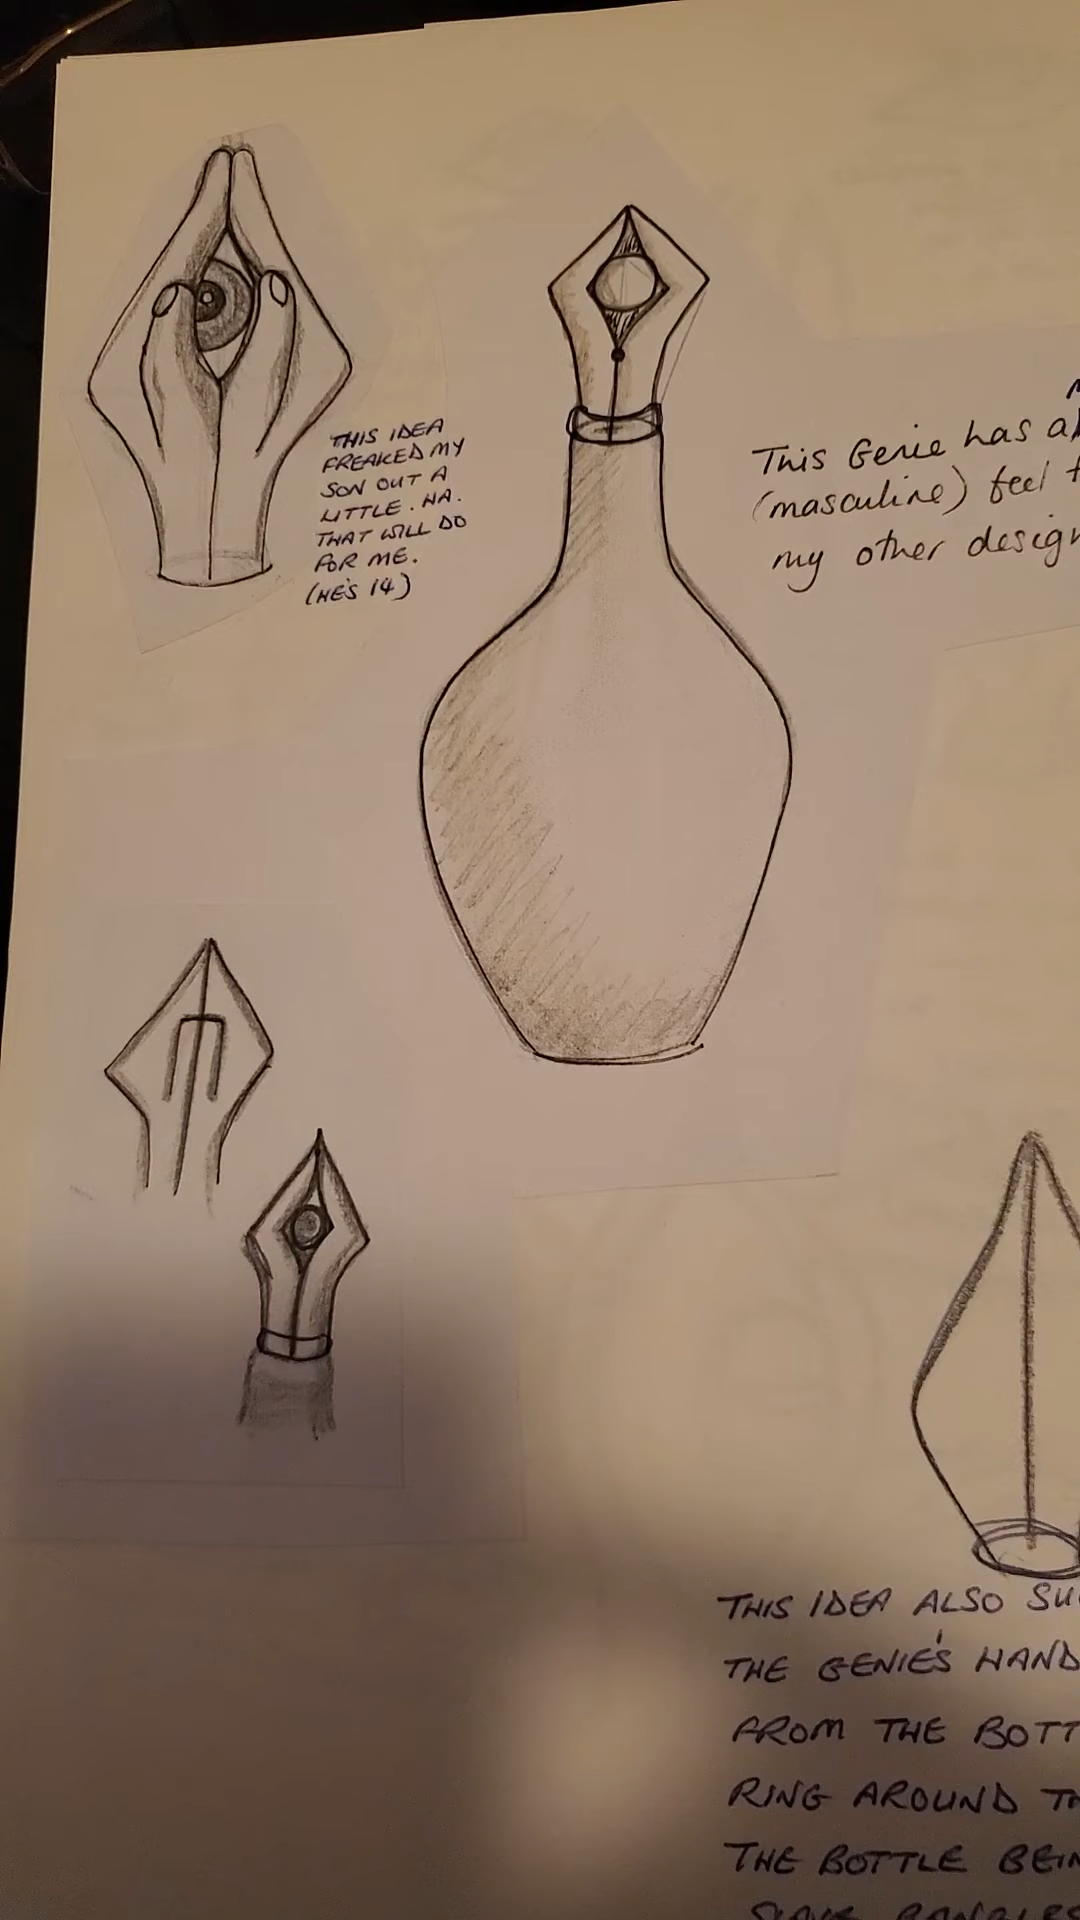 THIS IDEA
FREAKED MY
SON OUT A
LITTLE. HA.
THAT WILL DO
FOR ME.
(HE'S 14)
This Genie has a
(masculine) feel
my other design
THIS IDEA ALSO
THE GENIE'S HAND
FROM THE BOTT
RING AROUND
THE BOTTLE BEIN